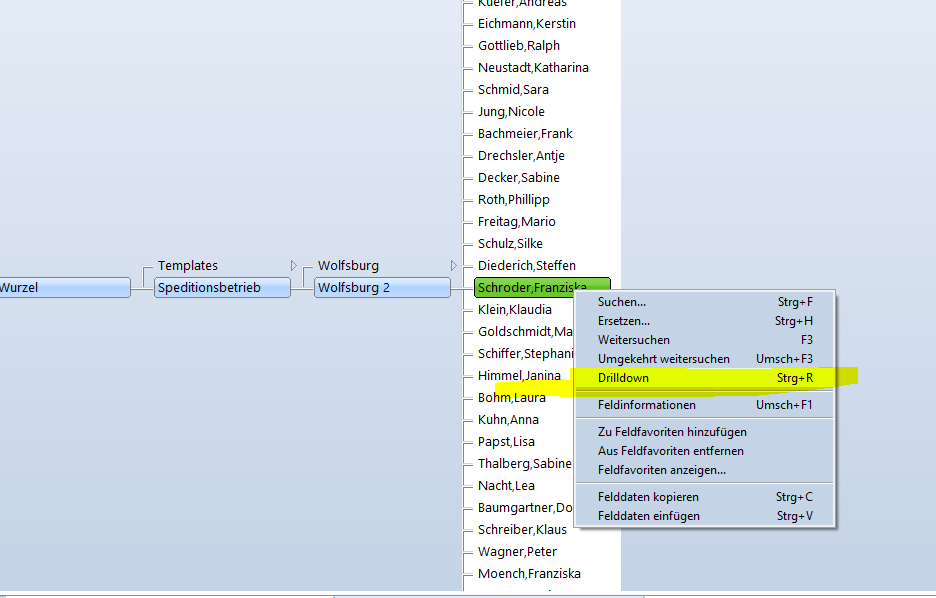 Kuefer,Andreas
Eichmann,Kerstin
Gottlieb,Ralph
Neustadt,Katharina
Schmid,Sara
Jung,Nicole
Bachmeier,Frank
Drechsler,Antje
Decker,Sabine
Roth,Phillipp
Freitag,Mario
Schulz,Silke
Templates
Wolfsburg
Diederich,Steffen
Wurzel
Speditionsbetrieb
Wolfsburg 2
Schroder,Franziska
Klein,Klaudia
Goldschmidt,Ma
Schiffer,Stephani
Himmel,Janina
Bohm,Laura
Kuhn,Anna
Papst,Lisa
Thalberg,Sabine
Nacht,Lea
Baumgartner,Do
Schreiber,Klaus
Wagner,Peter
Moench,Franziska
Suchen... Strg+F
Ersetzen... Strg+H
Weitersuchen F3
Umgekehrt weitersuchen Umsch+F3
Drilldown Strg+R
Feldinformationen Umsch+F1
Zu Feldfavoriten hinzufügen
Aus Feldfavoriten entfernen
Feldfavoriten anzeigen...
Felddaten kopieren Strg+C
Felddaten einfügen Strg+V